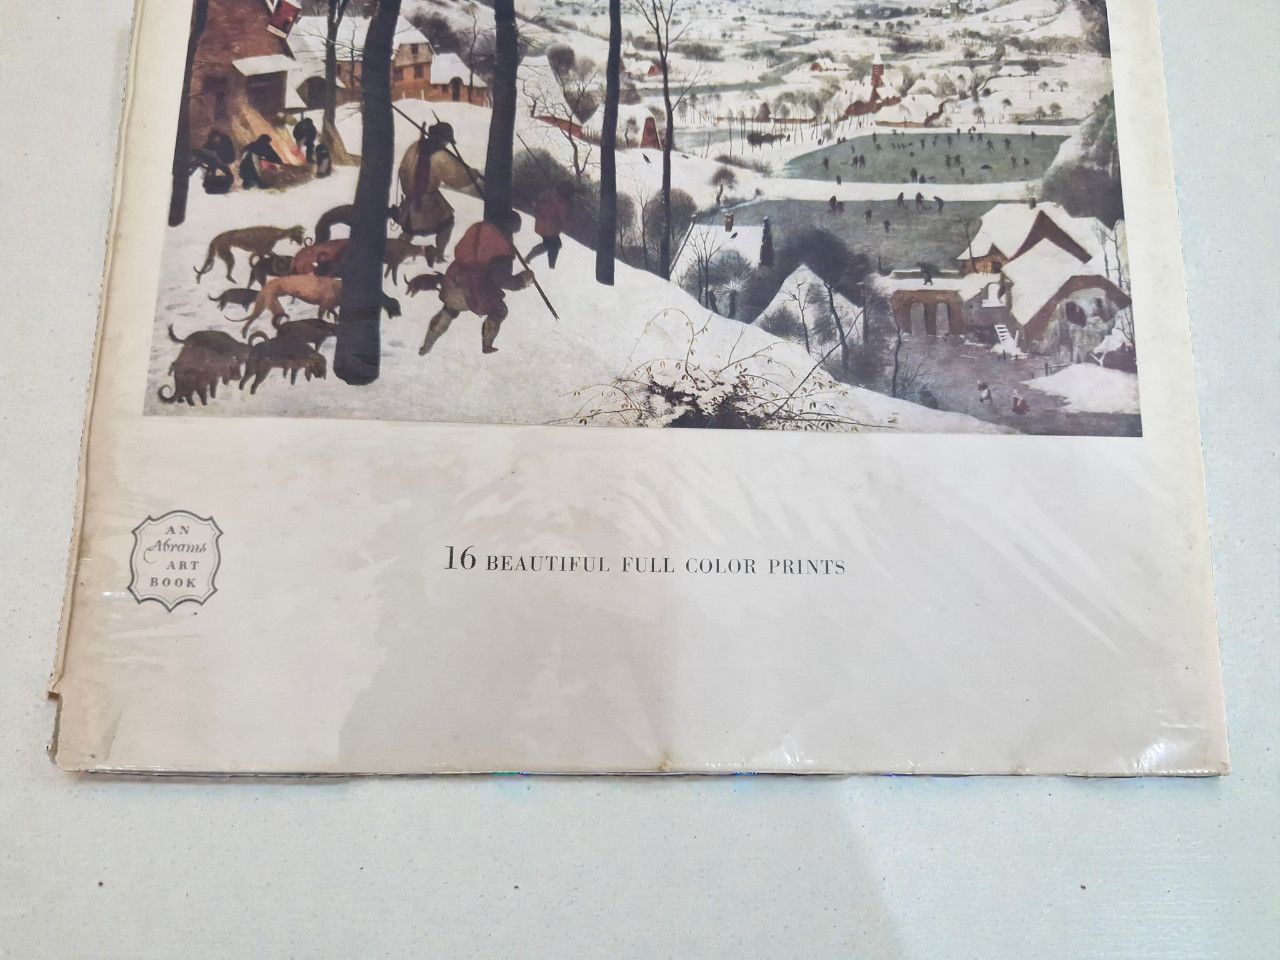 AN
Abrams
ART
BOOK
16 BEAUTIFUL FULL COLOR PRINTS